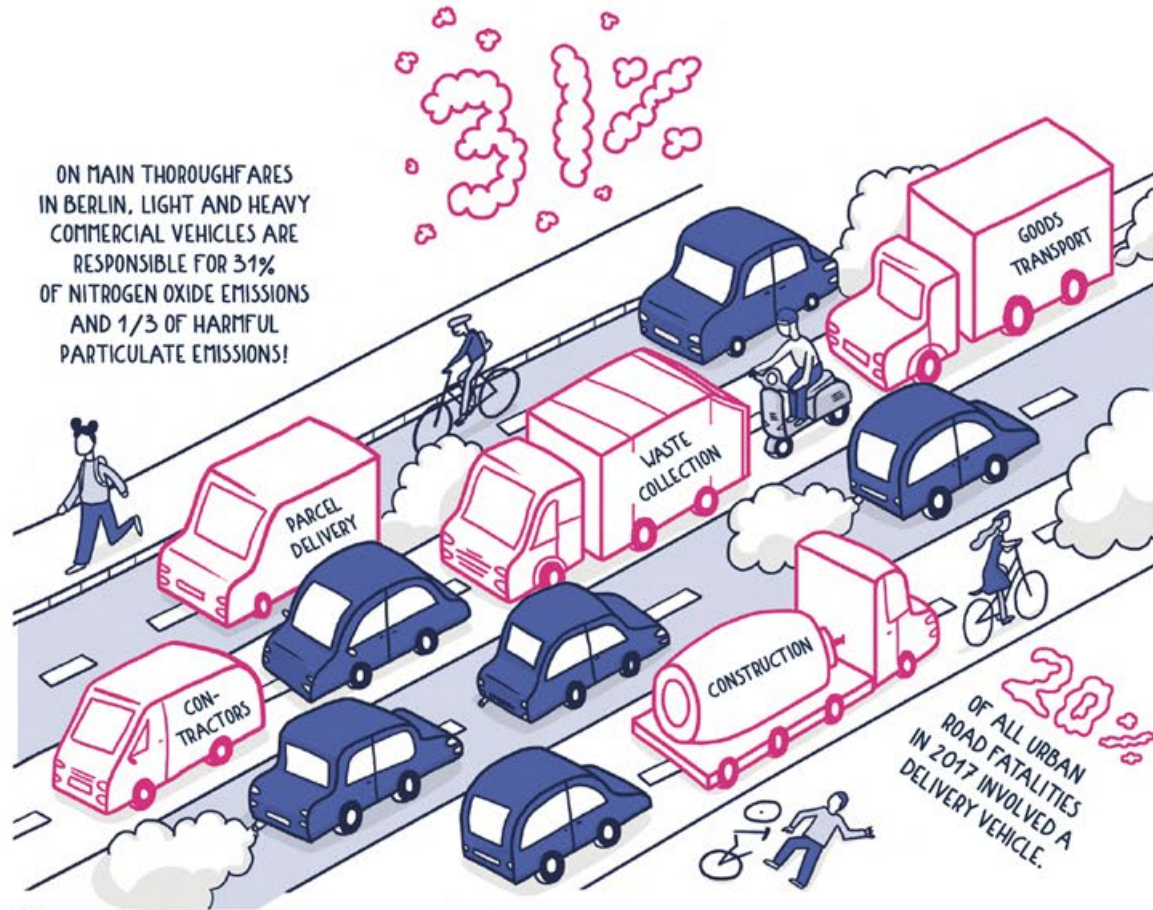 31%
ON MAIN THOROUGHFARES
IN BERLIN, LIGHT AND HEAVY
COMMERCIAL VEHICLES ARE
RESPONSIBLE FOR 31%
OF NITROGEN OXIDE EMISSIONS
AND 1/3 OF HARMFUL
PARTICULATE EMISSIONS!
GOODS
TRANSPORT
WASTE
COLLECTION
PARCEL
DELIVERY
CON-
TRACTORS
CONSTRUCTION
20%
OF ALL URBAN
ROAD FATALITIES
IN 2017 INVOLVED A
DELIVERY VEHICLE.